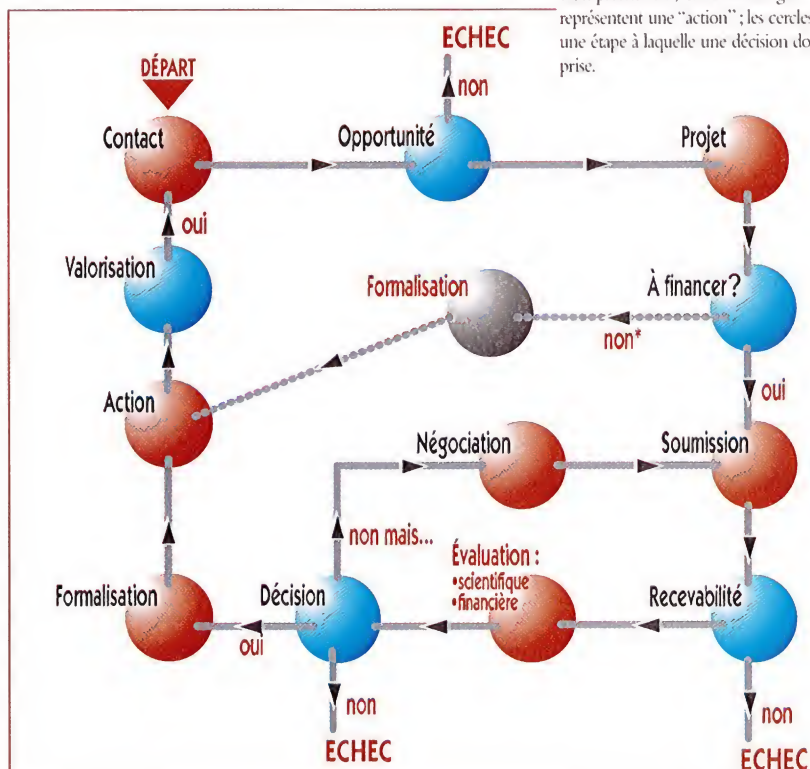 représentent une “action” ; les cercles
une étape à laquelle une décision do
prise.
ECHEC
DÉPART
non
Contact
Opportunité
Projet
oui
Valorisation
Formalisation
À financer ?
non*
Action
oui
Négociation
Soumission
non mais...
Évaluation :
•scientifique
•financière
Formalisation
Décision
Recevabilité
oui
non
non
ECHEC
ECHEC